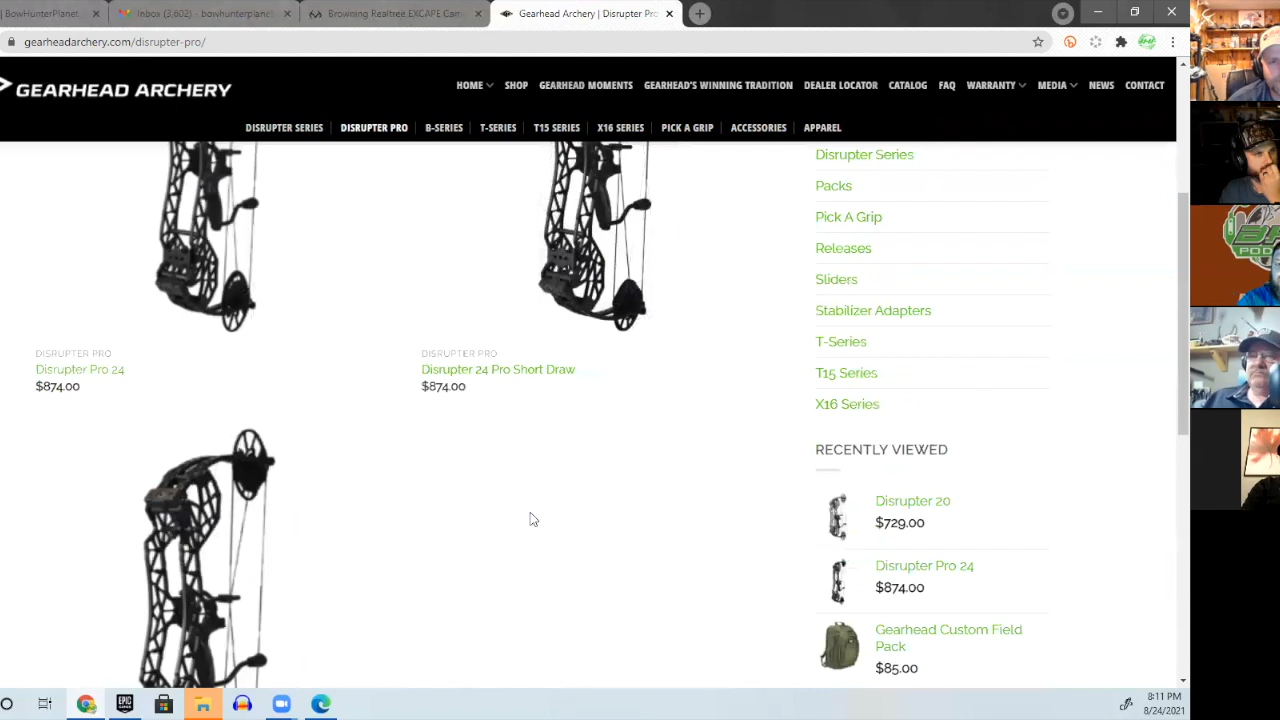 BowHunterPlanet
Inbox (3,602) - bowhunterplanet
Browning Realtree EXCAPE Cam
Gearhead Archery | Disrupter Pro
gearheadarchery.com/disrupter-pro/
GEARHEAD ARCHERY
HOME SHOP GEARHEAD MOMENTS GEARHEAD'S WINNING TRADITION DEALER LOCATOR CATALOG FAQ WARRANTY MEDIA NEWS CONTACT
DISRUPTER SERIES DISRUPTER PRO B-SERIES T-SERIES T15 SERIES X16 SERIES PICK A GRIP ACCESSORIES APPAREL
DISRUPTER PRO
Disrupter Pro 24
$874.00
DISRUPTER PRO
Disrupter 24 Pro Short Draw
$874.00
Disrupter Series
Packs
Pick A Grip
Releases
Sliders
Stabilizer Adapters
T-Series
T15 Series
X16 Series
RECENTLY VIEWED
Disrupter 20
$729.00
Disrupter Pro 24
$874.00
Gearhead Custom Field
Pack
$85.00
EPIC
8:11 PM
8/24/2021